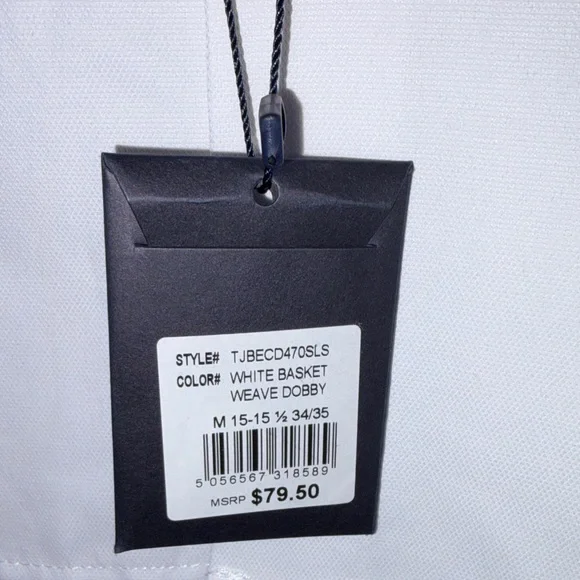 STYLE# TJBECD470SLS
COLOR# WHITE BASKET
WEAVE DOBBY
M 15-15 ½ 34/35
5 056567 318589
MSRP $79.50